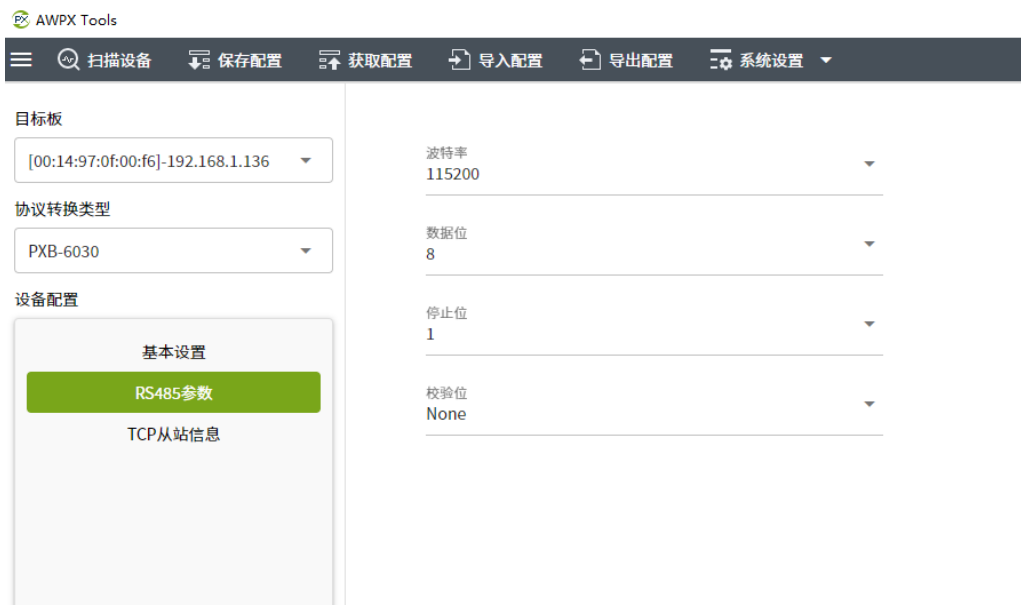 AWPX Tools
扫描设备 保存配置 获取配置 导入配置 导出配置 系统设置
目标板
[00:14:97:0f:00:f6]-192.168.1.136
协议转换类型
PXB-6030
设备配置
基本设置
RS485参数
TCP从站信息
波特率
115200
数据位
8
停止位
1
校验位
None